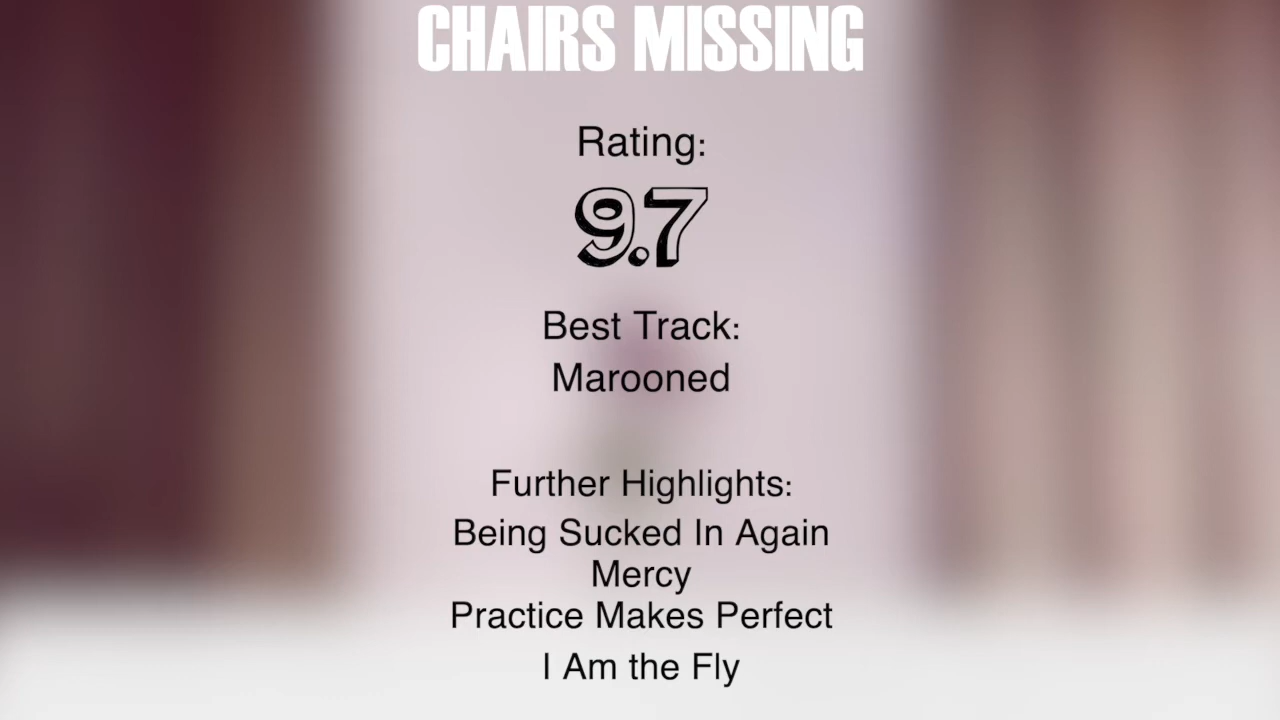 CHAIRS MISSING
Rating:
9.7
Best Track:
Marooned
Further Highlights:
Being Sucked In Again
Mercy
Practice Makes Perfect
I Am the Fly